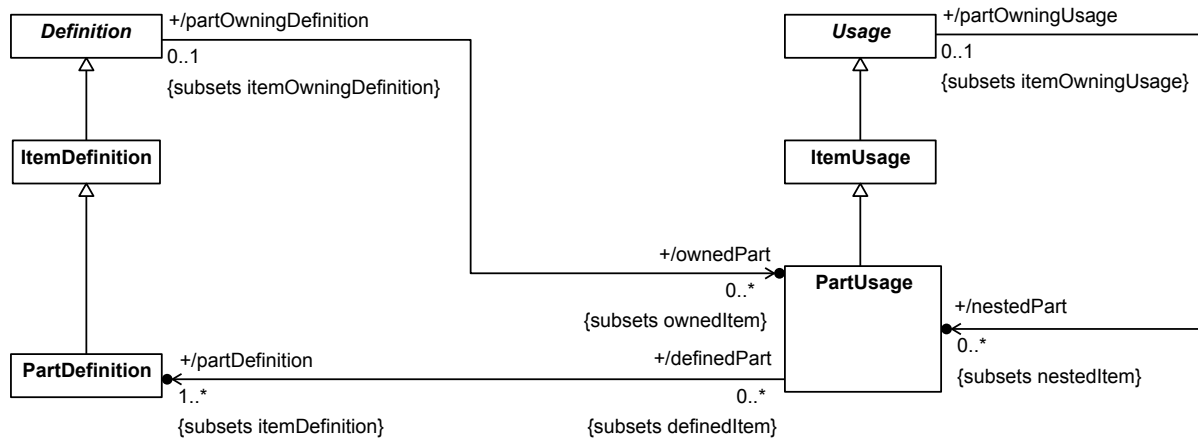 +/partOwningDefinition
Definition
0..1
{subsets itemOwningDefinition}
+/partOwningUsage
Usage
0..1
{subsets itemOwningUsage}
ItemDefinition
ItemUsage
+/ownedPart
0..*
{subsets ownedItem}
PartUsage
+/nestedPart
0..*
{subsets nestedItem}
PartDefinition
+/partDefinition
1..*
{subsets itemDefinition}
+/definedPart
0..*
{subsets definedItem}